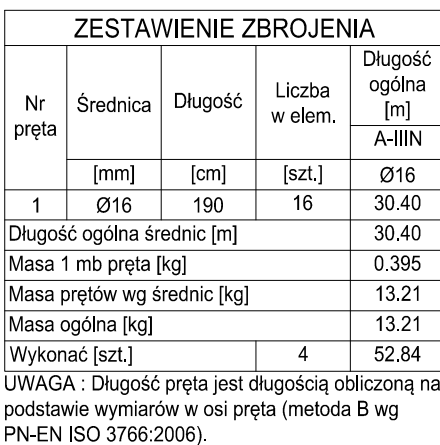 ZESTAWIENIE ZBROJENIA
Nr pręta Średnica Długość Liczba w elem. Długość ogólna [m]
A-IIIN
[mm] [cm] [szt.] Ø16
1 Ø16 190 16 30.40
Długość ogólna średnic [m] 30.40
Masa 1 mb pręta [kg] 0.395
Masa prętów wg średnic [kg] 13.21
Masa ogólna [kg] 13.21
Wykonać [szt.] 4 52.84
UWAGA : Długość pręta jest długością obliczoną na
podstawie wymiarów w osi pręta (metoda B wg
PN-EN ISO 3766:2006).